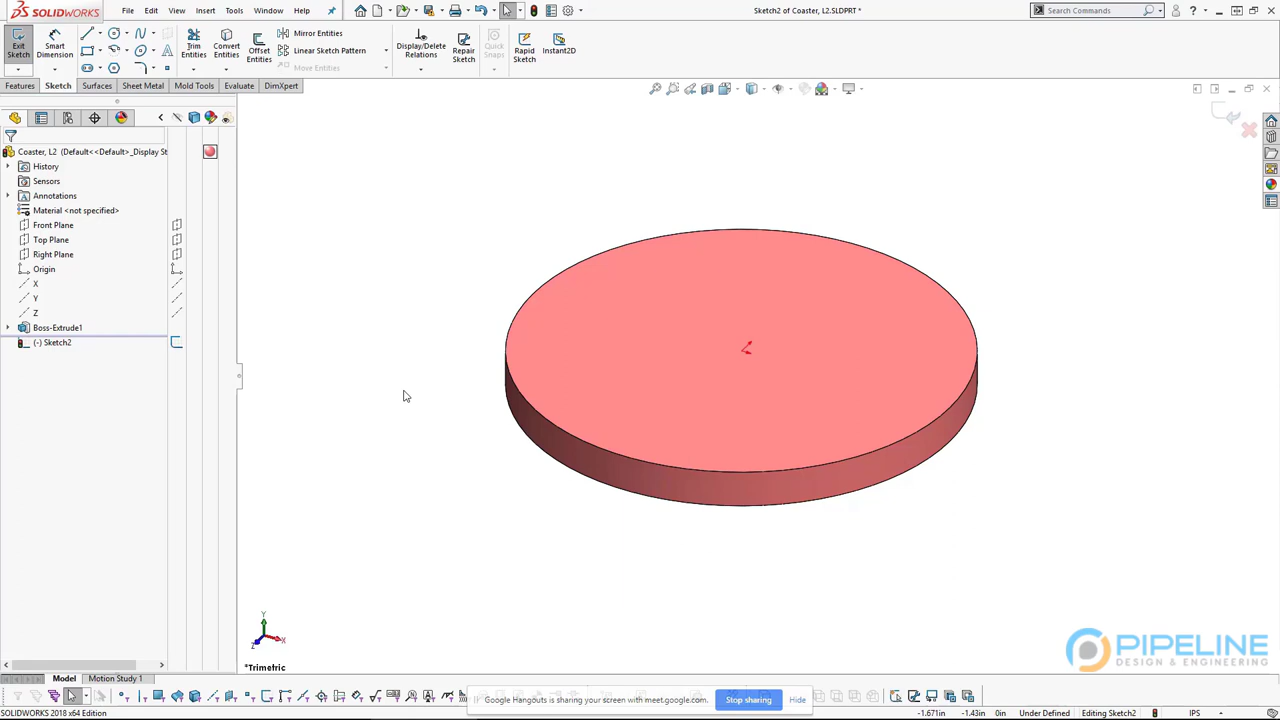 SOLIDWORKS
File Edit View Insert Tools Window Help
Sketch2 of Coaster, L2.SLDPRT *
Search Commands
Exit Sketch
Smart Dimension
Trim Entities
Convert Entities
Offset Entities
Mirror Entities
Linear Sketch Pattern
Move Entities
Display/Delete Relations
Repair Sketch
Quick Snaps
Rapid Sketch
Instant2D
Features Sketch Surfaces Sheet Metal Mold Tools Evaluate DimXpert
Coaster, L2 (Default<<Default>_Display St
History
Sensors
Annotations
Material <not specified>
Front Plane
Top Plane
Right Plane
Origin
X
Y
Z
Boss-Extrude1
(-) Sketch2
Y
X
Z
*Trimetric
PIPELINE
DESIGN & ENGINEERING
Model Motion Study 1
Google Hangouts is sharing your screen with meet.google.com. Stop sharing Hide
SOLIDWORKS 2018 x64 Edition
-1.671in -1.43in 0in Under Defined Editing Sketch2 IPS